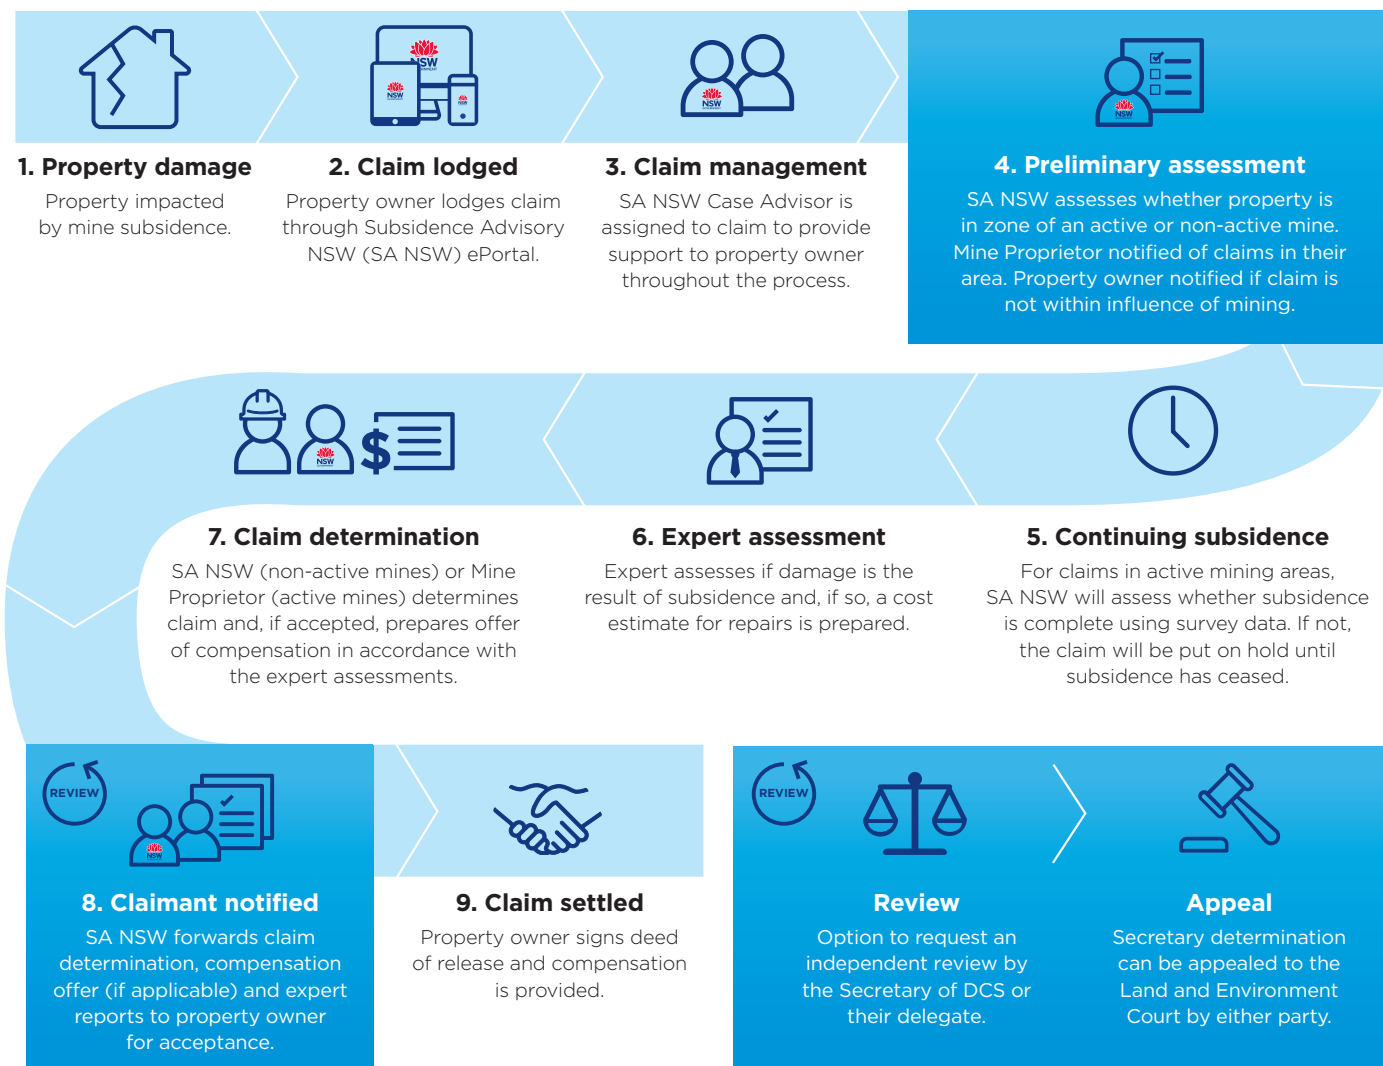 NSW
GOVERNMENT
NSW
NSW
NSW
GOVERNMENT
NSW
1. Property damage
Property impacted
by mine subsidence.
2. Claim lodged
Property owner lodges claim
through Subsidence Advisory
NSW (SA NSW) ePortal.
3. Claim management
SA NSW Case Advisor is
assigned to claim to provide
support to property owner
throughout the process.
4. Preliminary assessment
SA NSW assesses whether property is
in zone of an active or non-active mine.
Mine Proprietor notified of claims in their
area. Property owner notified if claim is
not within influence of mining.
5. Continuing subsidence
For claims in active mining areas,
SA NSW will assess whether subsidence
is complete using survey data. If not,
the claim will be put on hold until
subsidence has ceased.
6. Expert assessment
Expert assesses if damage is the
result of subsidence and, if so, a cost
estimate for repairs is prepared.
NSW
GOVERNMENT
$
7. Claim determination
SA NSW (non-active mines) or Mine
Proprietor (active mines) determines
claim and, if accepted, prepares offer
of compensation in accordance with
the expert assessments.
REVIEW
NSW
8. Claimant notified
SA NSW forwards claim
determination, compensation
offer (if applicable) and expert
reports to property owner
for acceptance.
9. Claim settled
Property owner signs deed
of release and compensation
is provided.
REVIEW
Review
Option to request an
independent review by
the Secretary of DCS or
their delegate.
Appeal
Secretary determination
can be appealed to the
Land and Environment
Court by either party.